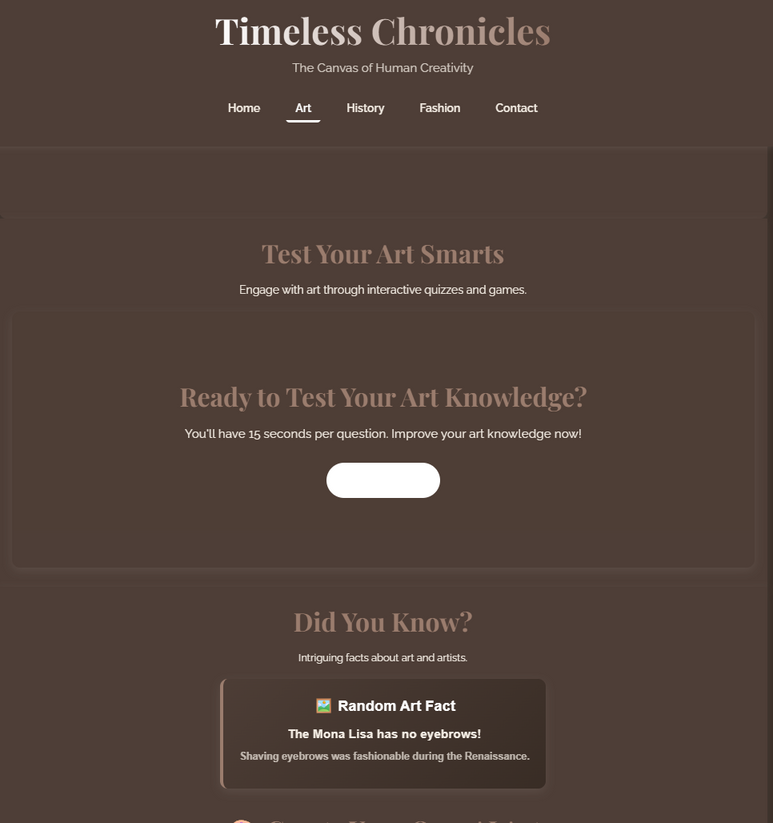 Timeless Chronicles
The Canvas of Human Creativity
Home Art History Fashion Contact
Test Your Art Smarts
Engage with art through interactive quizzes and games.
Ready to Test Your Art Knowledge?
You'll have 15 seconds per question. Improve your art knowledge now!
Did You Know?
Intriguing facts about art and artists.
🖼️ Random Art Fact
The Mona Lisa has no eyebrows!
Shaving eyebrows was fashionable during the Renaissance.